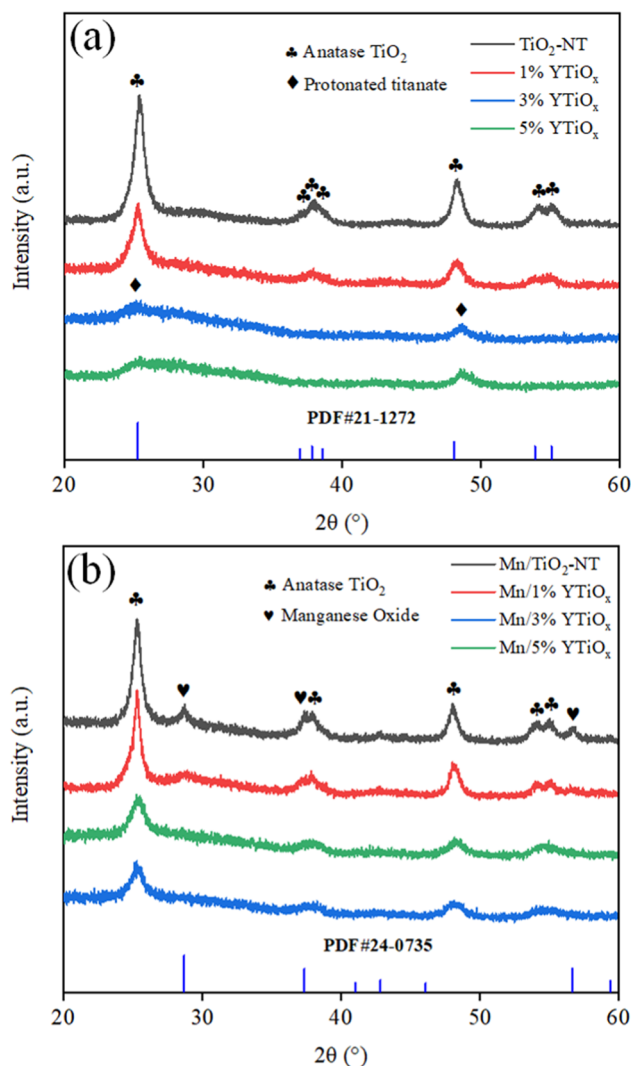 (a)
♣ Anatase TiO₂
♦ Protonated titanate
TiO₂-NT
1% YTiOₓ
3% YTiOₓ
5% YTiOₓ
Intensity (a.u.)
PDF#21-1272
20 30 40 50 60
2θ (°)
(b)
♣ Anatase TiO₂
♥ Manganese Oxide
Mn/TiO₂-NT
Mn/1% YTiOₓ
Mn/3% YTiOₓ
Mn/5% YTiOₓ
Intensity (a.u.)
PDF#24-0735
20 30 40 50 60
2θ (°)